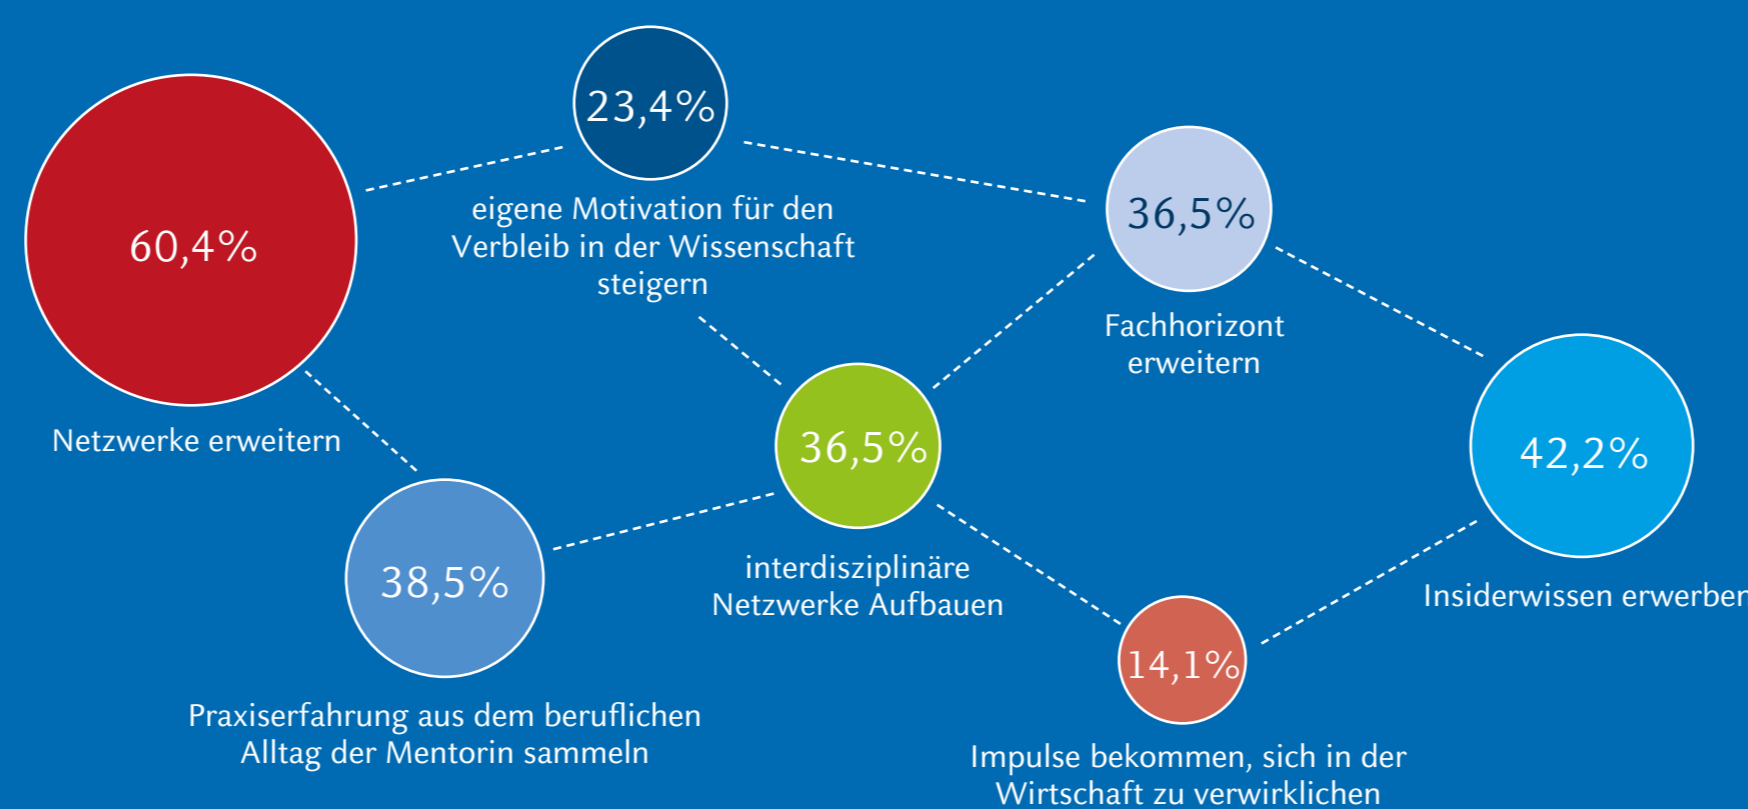 60,4%
Netzwerke erweitern
23,4%
eigene Motivation für den
Verbleib in der Wissenschaft
steigern
36,5%
Fachhorizont
erweitern
38,5%
Praxiserfahrung aus dem beruflichen
Alltag der Mentorin sammeln
36,5%
interdisziplinäre
Netzwerke Aufbauen
42,2%
Insiderwissen erwerben
14,1%
Impulse bekommen, sich in der
Wirtschaft zu verwirklichen